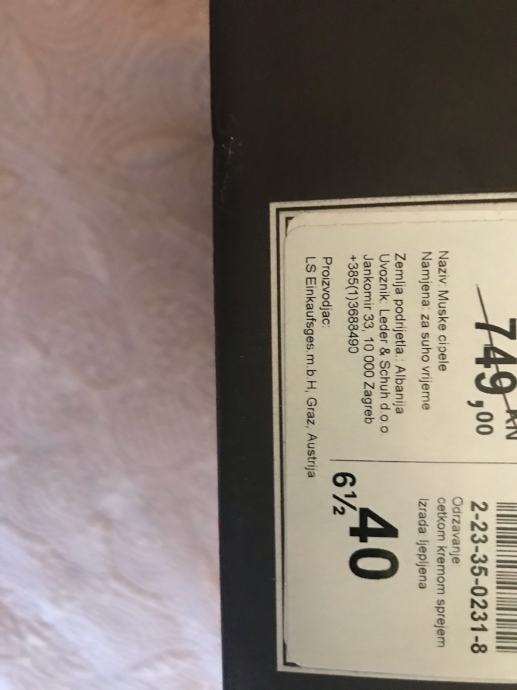 KN
749,00
Naziv: Muske cipele
Namjena: za suho vrijeme
Zemlja podrijetla.: Albanija
Uvoznik: Leder & Schuh d.o.o.
Jankomir 33, 10 000 Zagreb
+385(1)3688490
Proizvodjac:
LS Einkaufsges.m.b.H, Graz, Austrija
2-23-35-0231-8
Odrzavanje:
cetkom kremom sprejem
Izrada: ljepljena
40
6½